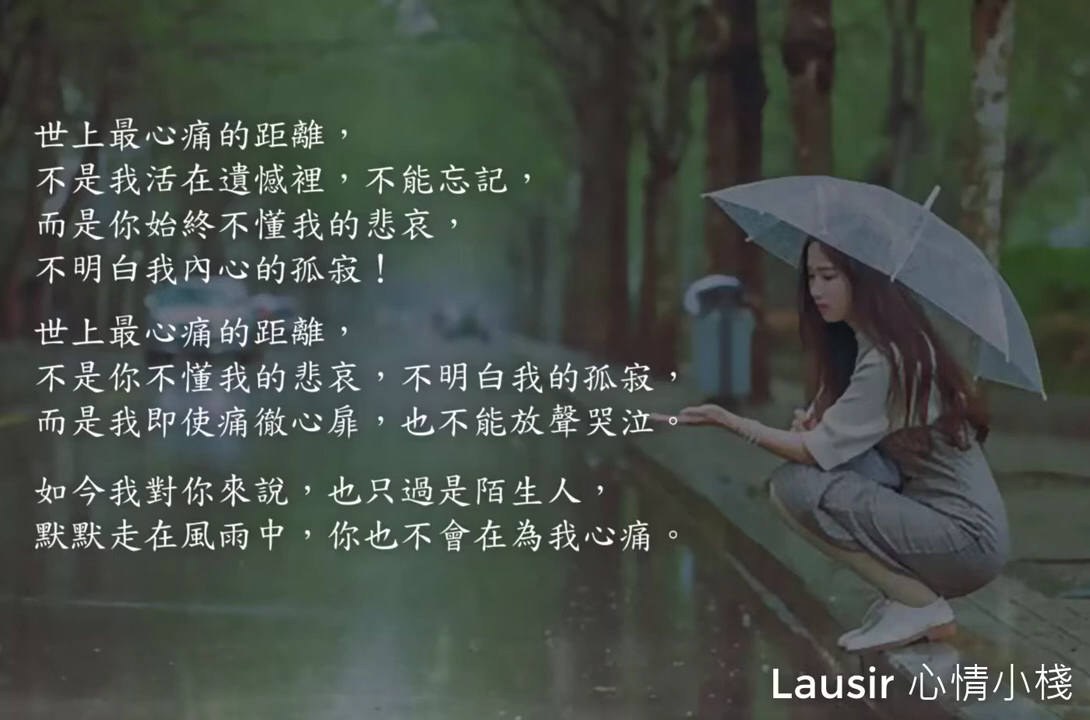 世上最心痛的距離，
不是我活在遺憾裡，不能忘記，
而是你始終不懂我的悲哀，
不明白我內心的孤寂！
世上最心痛的距離，
不是你不懂我的悲哀，不明白我的孤寂，
而是我即使痛徹心扉，也不能放聲哭泣。
如今我對你來說，也只過是陌生人，
默默走在風雨中，你也不會在為我心痛。
Lausir 心情小棧